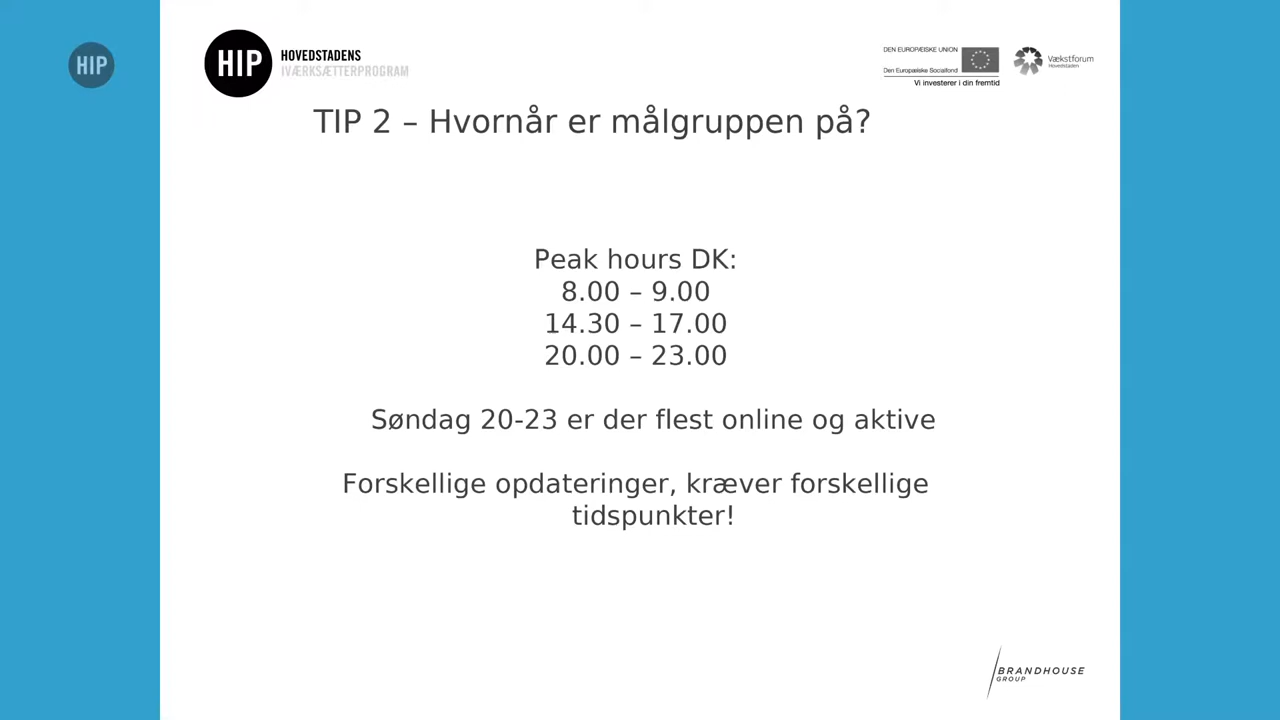 HIP
HIP
HOVEDSTADENS
IVÆRKSÆTTERPROGRAM
DEN EUROPÆISKE UNION
Den Europæiske Socialfond
Vi investerer i din fremtid
Vækstforum
Hovedstaden
TIP 2 – Hvornår er målgruppen på?
Peak hours DK:
8.00 – 9.00
14.30 – 17.00
20.00 – 23.00
Søndag 20-23 er der flest online og aktive
Forskellige opdateringer, kræver forskellige
tidspunkter!
BRANDHOUSE
GROUP